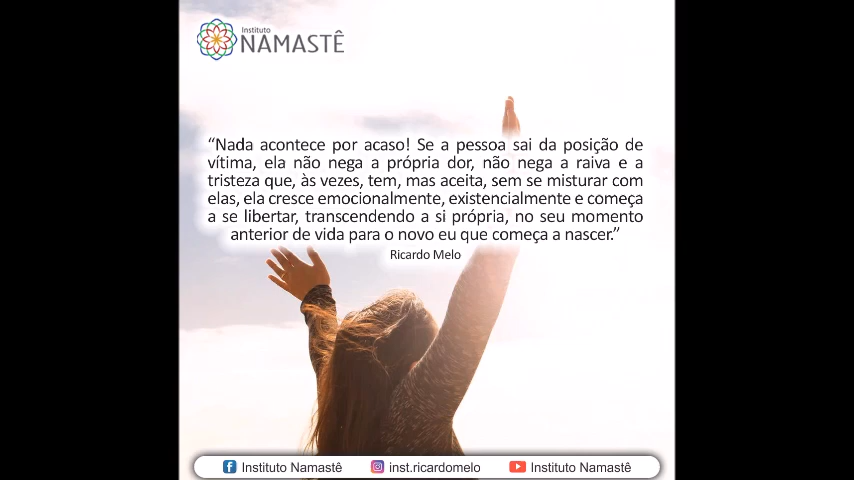 Instituto
NAMASTÊ
“Nada acontece por acaso! Se a pessoa sai da posição de
vítima, ela não nega a própria dor, não nega a raiva e a
tristeza que, às vezes, tem, mas aceita, sem se misturar com
elas, ela cresce emocionalmente, existencialmente e começa
a se libertar, transcendendo a si própria, no seu momento
anterior de vida para o novo eu que começa a nascer.”
Ricardo Melo
Instituto Namastê inst.ricardomelo Instituto Namastê